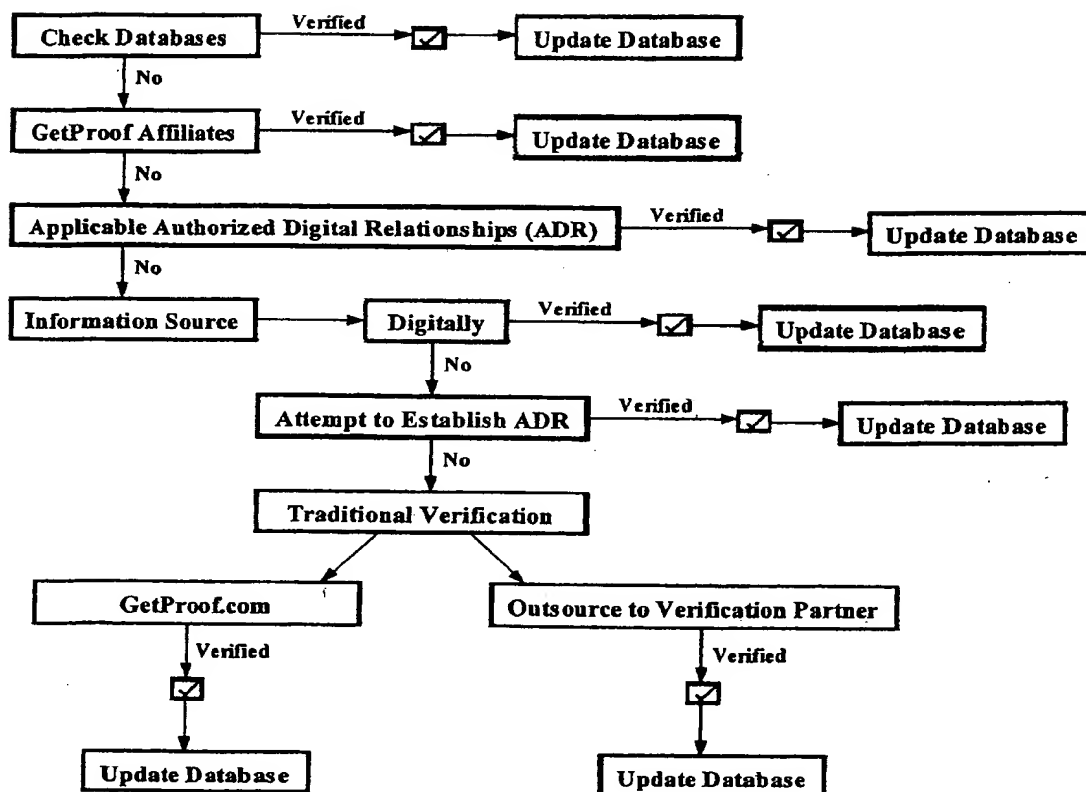 Check Databases
Verified
Update Database
No
GetProof Affiliates
Verified
Update Database
No
Applicable Authorized Digital Relationships (ADR)
Verified
Update Database
No
Information Source
Digitally
Verified
Update Database
No
Attempt to Establish ADR
Verified
Update Database
No
Traditional Verification
GetProof.com
Outsource to Verification Partner
Verified
Verified
Update Database
Update Database